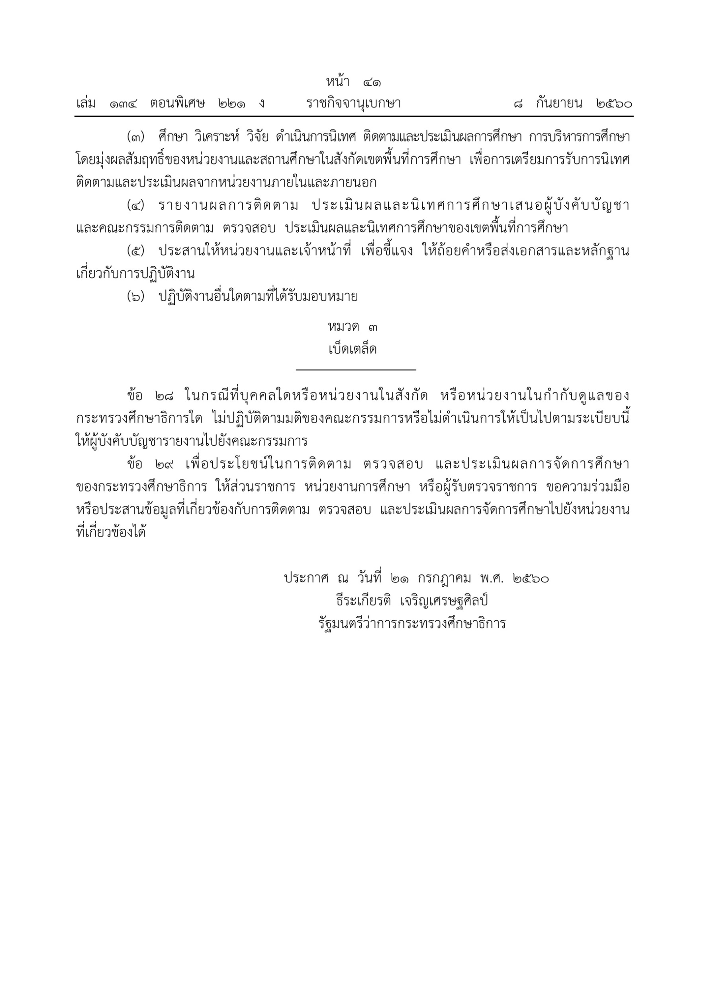 หน้า ๔๑
เล่ม ๑๓๔ ตอนพิเศษ ๒๒๑ ง ราชกิจจานุเบกษา ๘ กันยายน ๒๕๖๐
(๓) ศึกษา วิเคราะห์ วิจัย ดำเนินการนิเทศ ติดตามและประเมินผลการศึกษา การบริหารการศึกษา
โดยมุ่งผลสัมฤทธิ์ของหน่วยงานและสถานศึกษาในสังกัดเขตพื้นที่การศึกษา เพื่อการเตรียมการรับการนิเทศ
ติดตามและประเมินผลจากหน่วยงานภายในและภายนอก
(๔) รายงานผลการติดตาม ประเมินผลและนิเทศการศึกษาเสนอผู้บังคับบัญชา
และคณะกรรมการติดตาม ตรวจสอบ ประเมินผลและนิเทศการศึกษาของเขตพื้นที่การศึกษา
(๕) ประสานให้หน่วยงานและเจ้าหน้าที่ เพื่อชี้แจง ให้ถ้อยคำหรือส่งเอกสารและหลักฐาน
เกี่ยวกับการปฏิบัติงาน
(๖) ปฏิบัติงานอื่นใดตามที่ได้รับมอบหมาย
หมวด ๓
เบ็ดเตล็ด
ข้อ ๒๘ ในกรณีที่บุคคลใดหรือหน่วยงานในสังกัด หรือหน่วยงานในกำกับดูแลของ
กระทรวงศึกษาธิการใด ไม่ปฏิบัติตามมติของคณะกรรมการหรือไม่ดำเนินการให้เป็นไปตามระเบียบนี้
ให้ผู้บังคับบัญชารายงานไปยังคณะกรรมการ
ข้อ ๒๙ เพื่อประโยชน์ในการติดตาม ตรวจสอบ และประเมินผลการจัดการศึกษา
ของกระทรวงศึกษาธิการ ให้ส่วนราชการ หน่วยงานการศึกษา หรือผู้รับตรวจราชการ ขอความร่วมมือ
หรือประสานข้อมูลที่เกี่ยวข้องกับการติดตาม ตรวจสอบ และประเมินผลการจัดการศึกษาไปยังหน่วยงาน
ที่เกี่ยวข้องได้
ประกาศ ณ วันที่ ๒๑ กรกฎาคม พ.ศ. ๒๕๖๐
ธีระเกียรติ เจริญเศรษฐศิลป์
รัฐมนตรีว่าการกระทรวงศึกษาธิการ